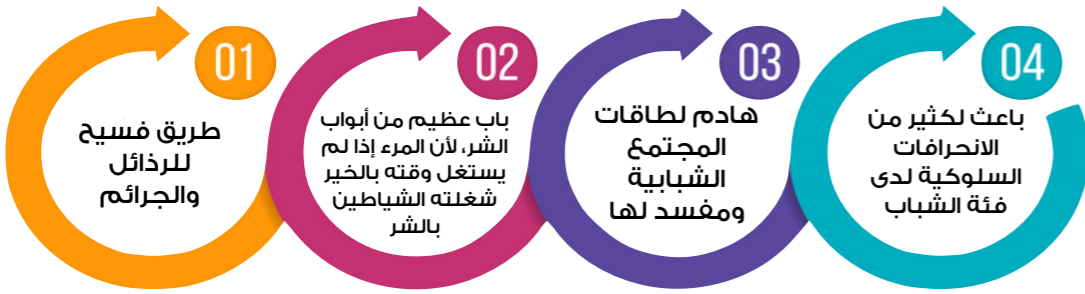 01
طريق فسيح
للرذائل
والجرائم
02
باب عظيم من أبواب
الشر، لأن المرء إذا لم
يستغل وقته بالخير
شغلته الشياطين
بالشر
03
هادم لطاقات
المجتمع
الشبابية
ومفسد لها
04
باعث لكثير من
الانحرافات
السلوكية لدى
فئة الشباب